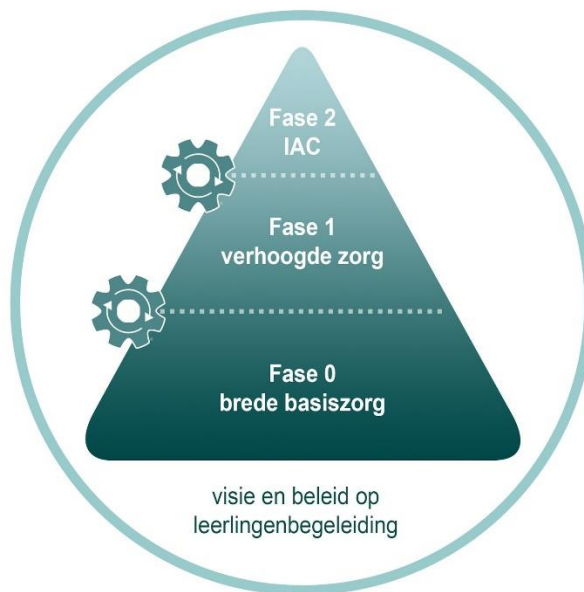 Fase 2
IAC
Fase 1
verhoogde zorg
Fase 0
brede basiszorg
visie en beleid op
leerlingenbegeleiding